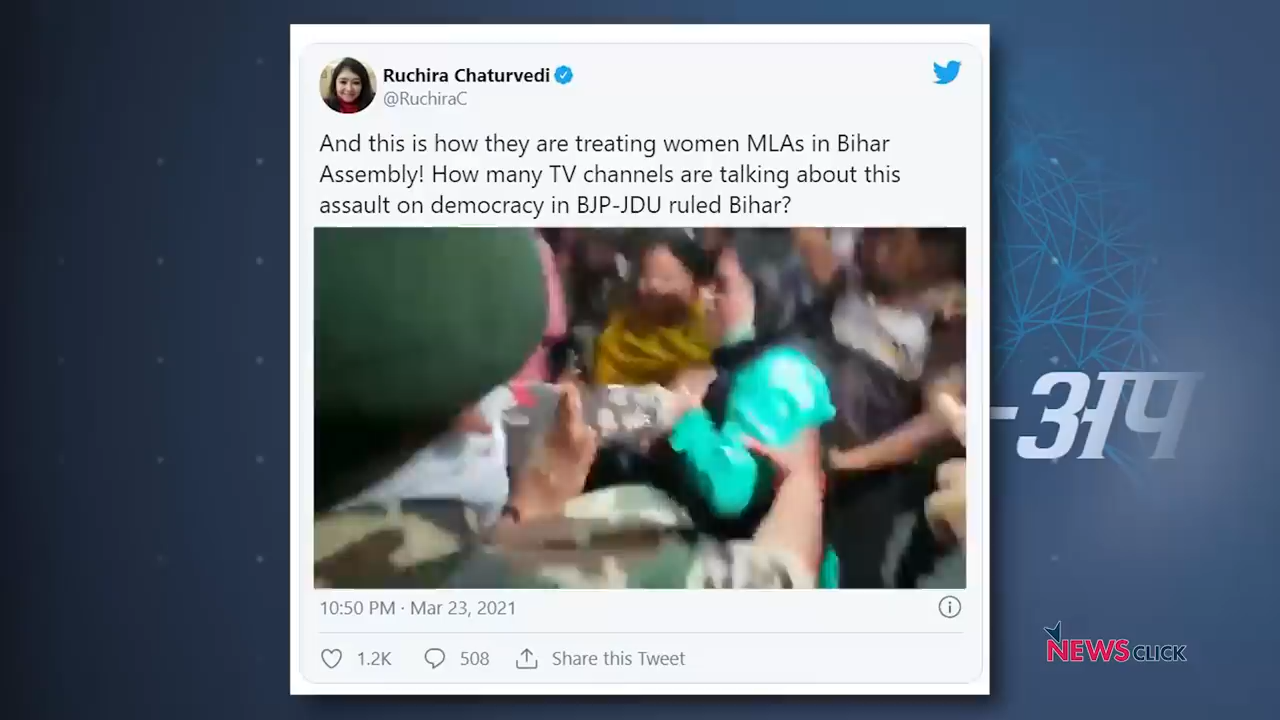 Ruchira Chaturvedi
@RuchiraC
And this is how they are treating women MLAs in Bihar
Assembly! How many TV channels are talking about this
assault on democracy in BJP-JDU ruled Bihar?
10:50 PM · Mar 23, 2021
1.2K 508 Share this Tweet
-अप
NEWSCLICK